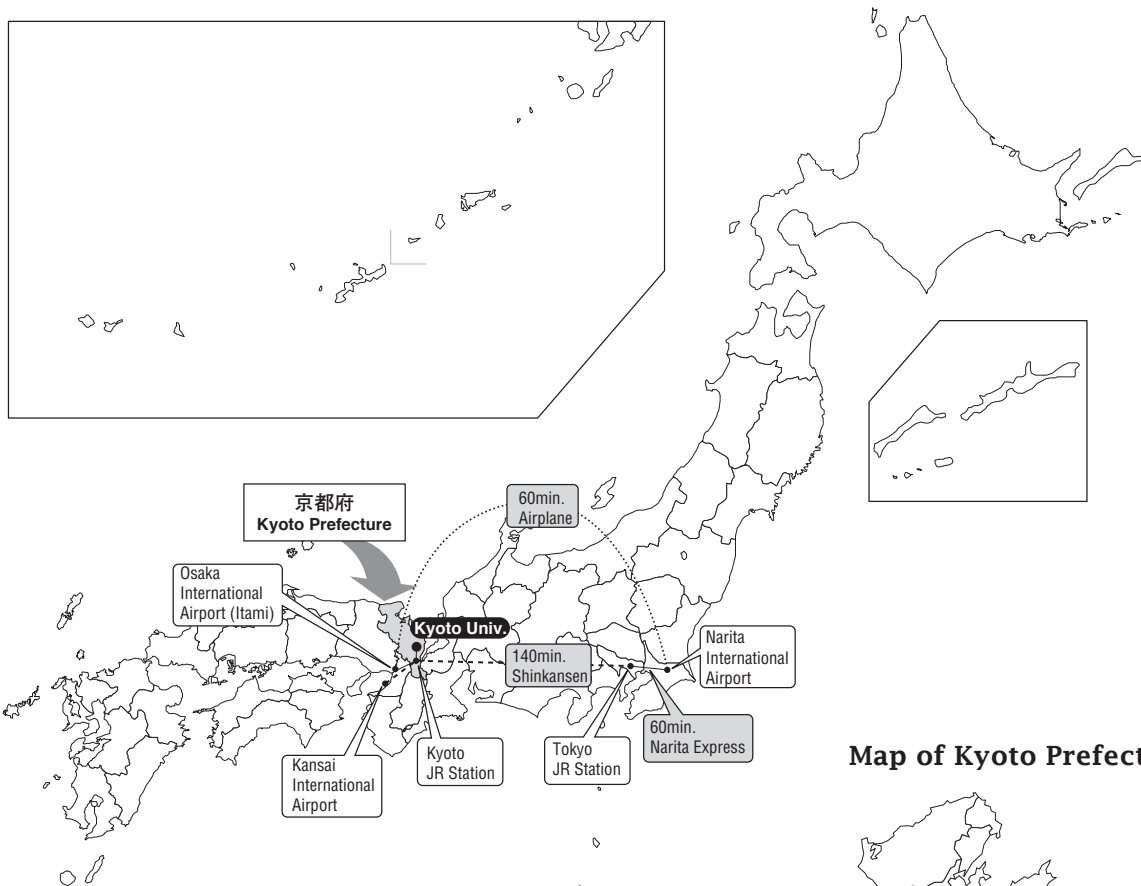 60min.
Airplane
京都府
Kyoto Prefecture
Osaka
International
Airport (Itami)
Kyoto Univ.
140min.
Shinkansen
Narita
International
Airport
60min.
Narita Express
Tokyo
JR Station
Kyoto
JR Station
Kansai
International
Airport
Map of Kyoto Prefect